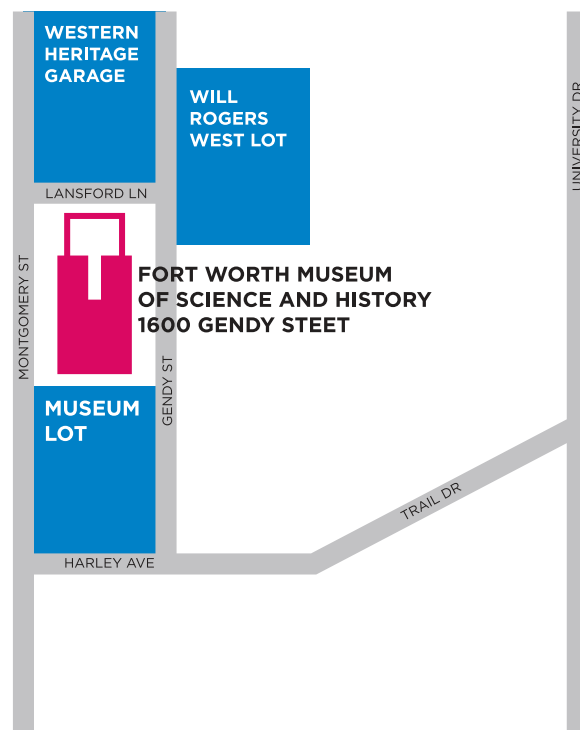 WESTERN
HERITAGE
GARAGE
WILL
ROGERS
WEST LOT
UNIVERSITY DR
LANSFORD LN
MONTGOMERY ST
FORT WORTH MUSEUM
OF SCIENCE AND HISTORY
1600 GENDY STEET
GENDY ST
MUSEUM
LOT
TRAIL DR
HARLEY AVE